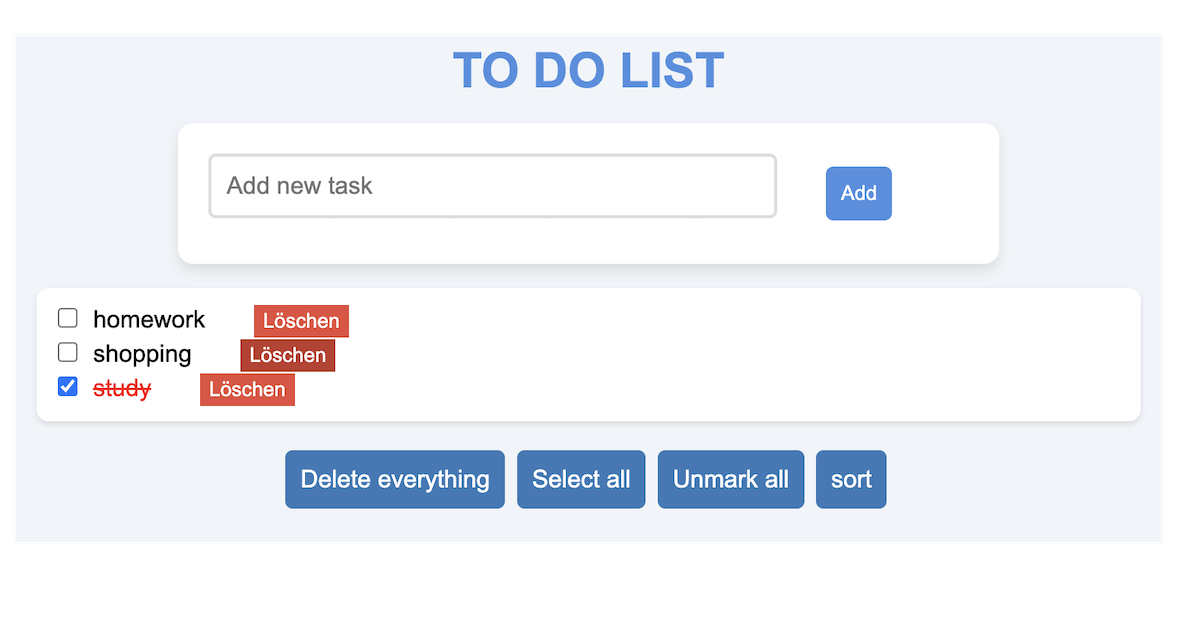 TO DO LIST
Add new task Add
homework Löschen
shopping Löschen
study Löschen
Delete everything Select all Unmark all sort